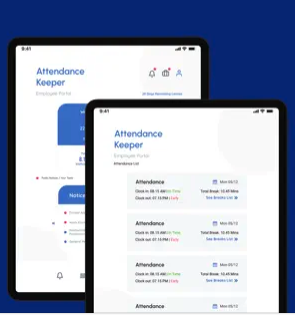 9:41
Attendance
Keeper
Employee Portal
Notice
9:41
Attendance
Keeper
Employee Portal
Attendance List
Attendance Mon 05/12
Clock in: 09.15 AM On Time Total Break: 10.45 Mins
Clock out: 07.15 PM Early See Breaks List
Attendance Mon 05/12
Clock in: 09.15 AM On Time Total Break: 10.45 Mins
Clock out: 07.15 PM Early See Breaks List
Attendance Mon 05/12
Clock in: 09.15 AM On Time Total Break: 10.45 Mins
Clock out: 07.15 PM Early See Breaks List
Attendance Mon 05/12